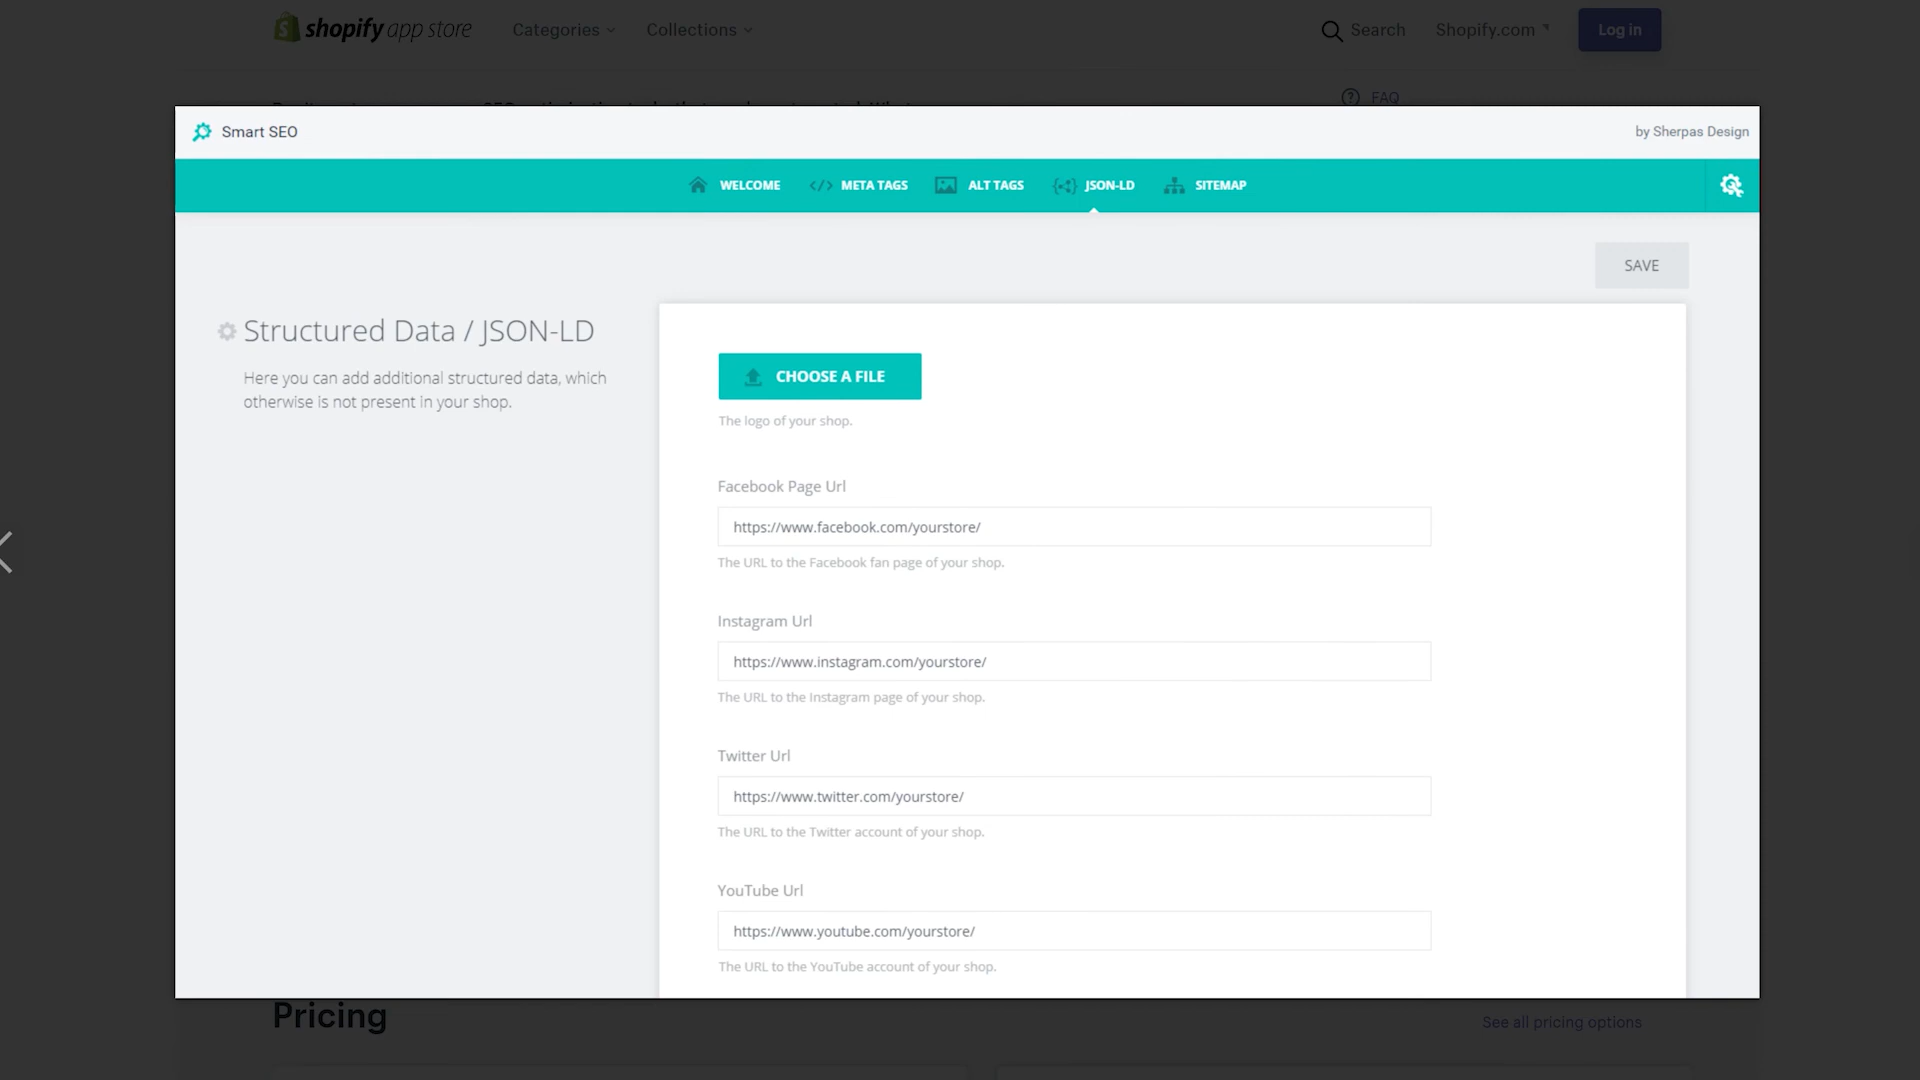 shopify app store
Categories
Collections
Search
Shopify.com
Log in
FAQ
Smart SEO
by Sherpas Design
WELCOME
META TAGS
ALT TAGS
JSON-LD
SITEMAP
SAVE
Structured Data / JSON-LD
Here you can add additional structured data, which
otherwise is not present in your shop.
CHOOSE A FILE
The logo of your shop.
Facebook Page Url
https://www.facebook.com/yourstore/
The URL to the Facebook fan page of your shop.
Instagram Url
https://www.instagram.com/yourstore/
The URL to the Instagram page of your shop.
Twitter Url
https://www.twitter.com/yourstore/
The URL to the Twitter account of your shop.
YouTube Url
https://www.youtube.com/yourstore/
The URL to the YouTube account of your shop.
Pricing
See all pricing options